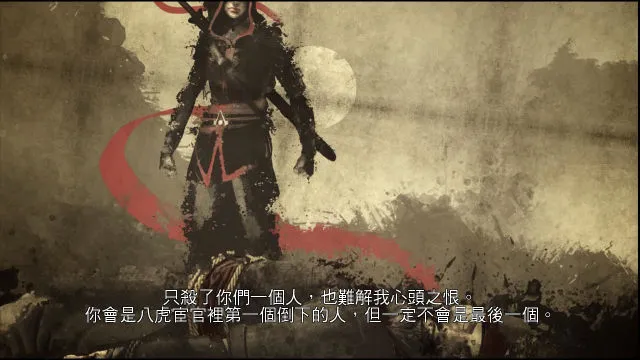 只殺了你們一個人，也難解我心頭之恨。
你會是八虎宦官裡第一個倒下的人，但一定不會是最後一個。